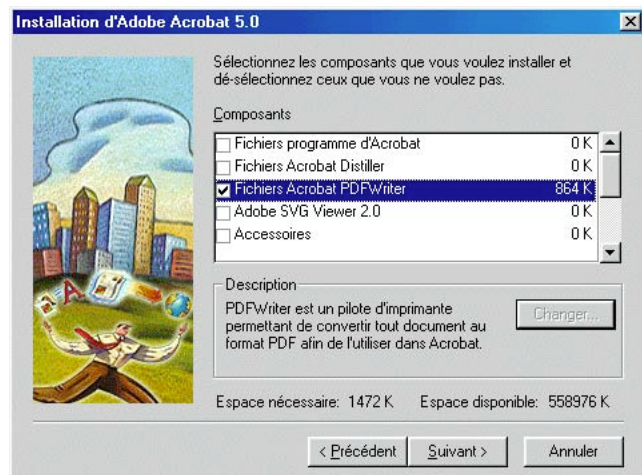 Installation d'Adobe Acrobat 5.0
Sélectionnez les composants que vous voulez installer et
dé-sélectionnez ceux que vous ne voulez pas.
Composants
Fichiers programme d'Acrobat 0 K
Fichiers Acrobat Distiller 0 K
Fichiers Acrobat PDFWriter 864 K
Adobe SVG Viewer 2.0 0 K
Accessoires 0 K
Description
PDFWriter est un pilote d'imprimante
permettant de convertir tout document au
format PDF afin de l'utiliser dans Acrobat.
Changer...
Espace nécessaire: 1472 K Espace disponible: 558976 K
< Précédent Suivant > Annuler